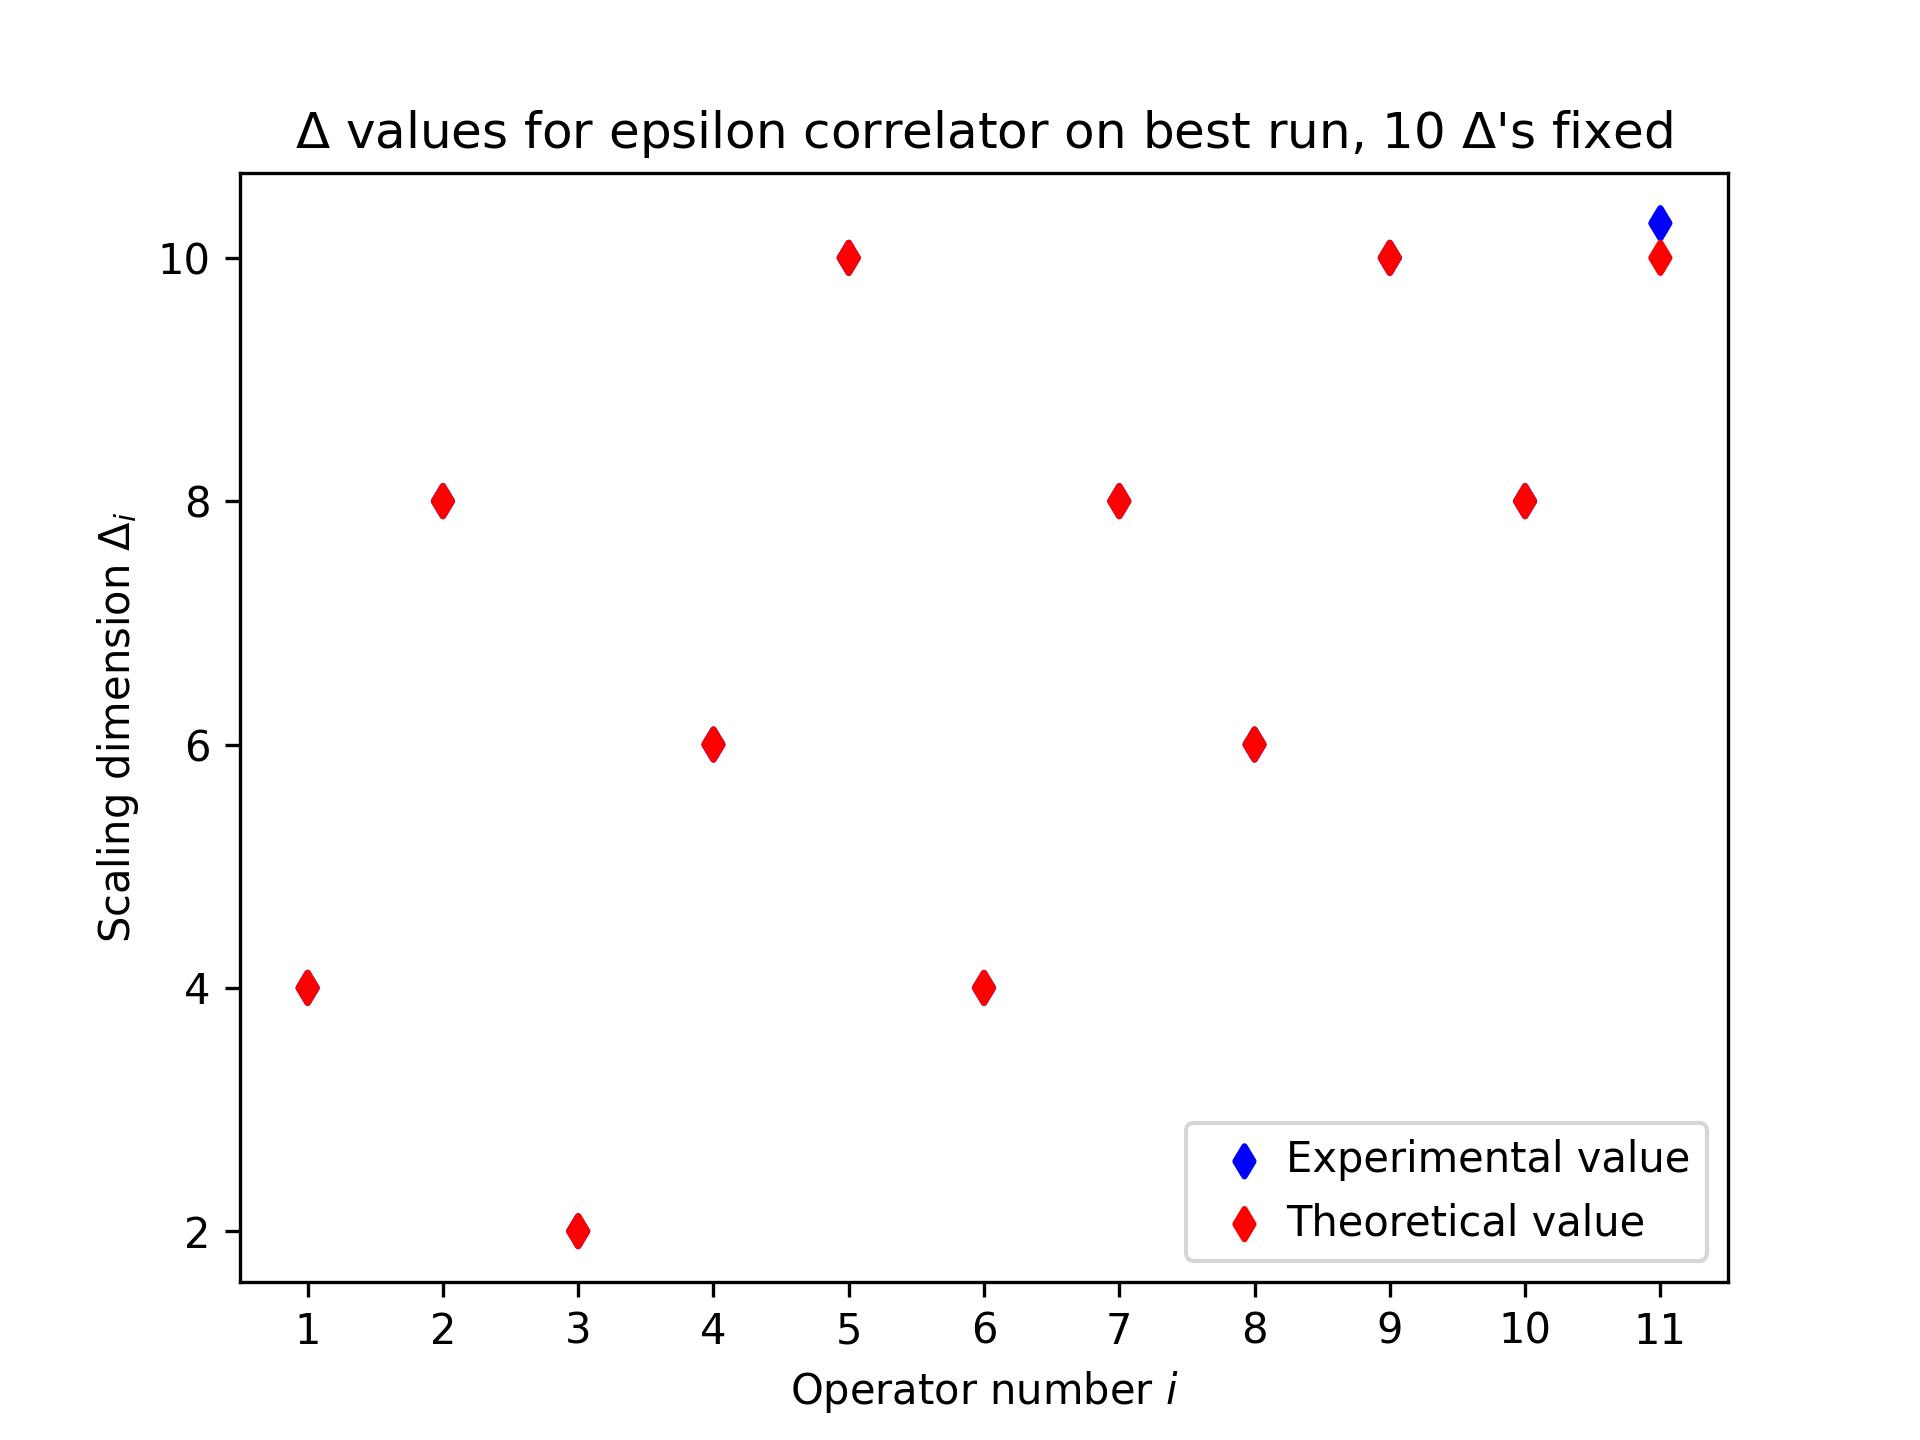 Δ values for epsilon correlator on best run, 10 Δ's fixed
10
8
6
4
2
Scaling dimension Δᵢ
Experimental value
Theoretical value
1 2 3 4 5 6 7 8 9 10 11
Operator number i